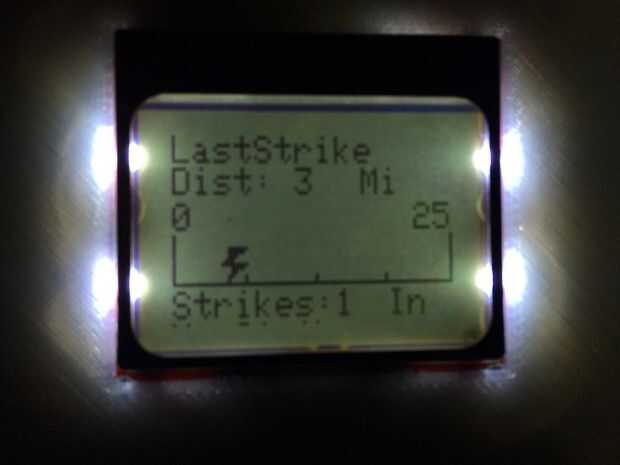 LastStrike
Dist: 3 Mi
0 25
Strikes:1 In